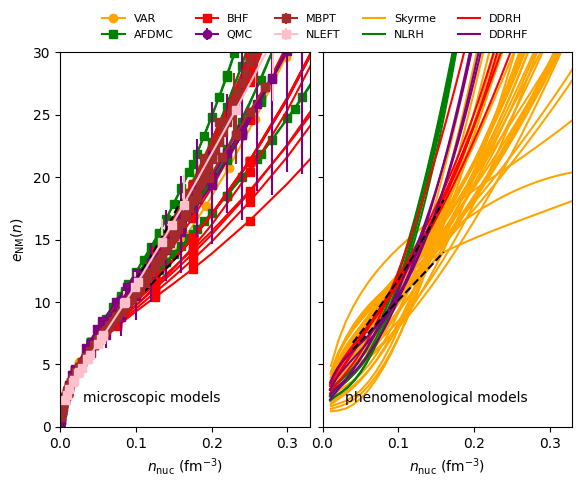 VAR BHF MBPT Skyrme DDRH
AFDMC QMC NLEFT NLRH DDRHF
30
25
20
15
10
5
0
e_NM(n)
microscopic models
phenomenological models
0.0 0.1 0.2 0.3 0.0 0.1 0.2 0.3
n_nuc (fm⁻³) n_nuc (fm⁻³)